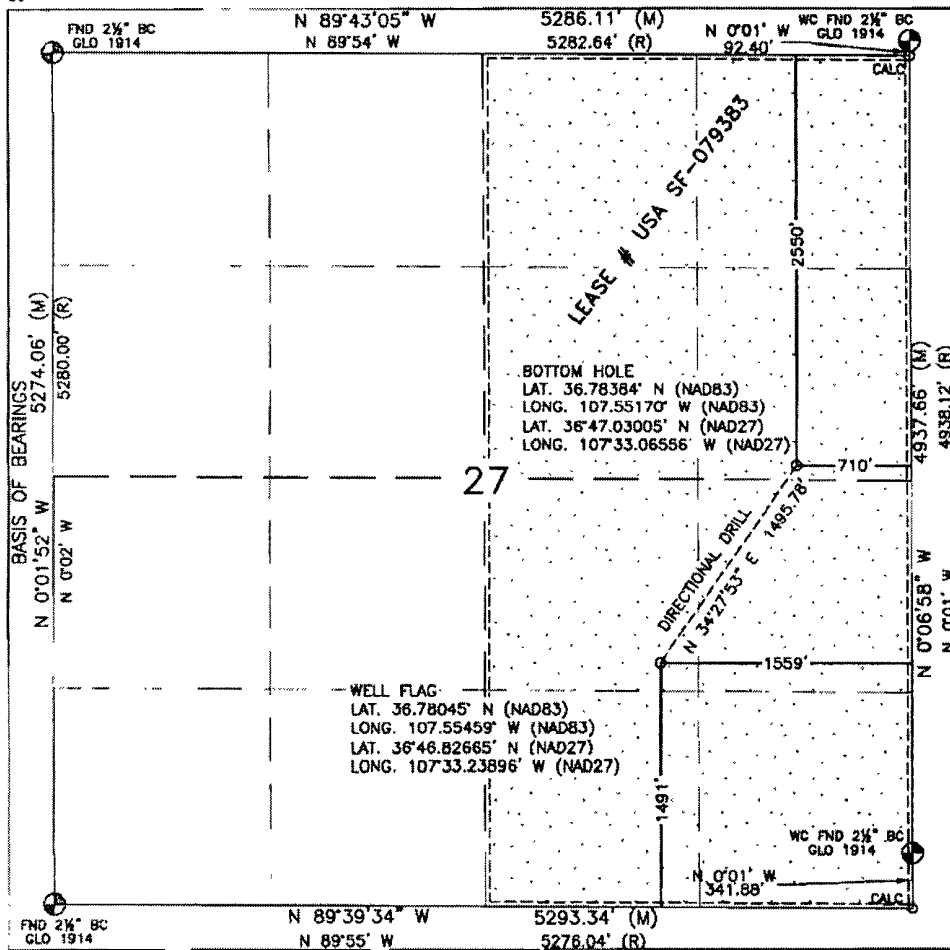 FND 2½" BC
GLO 1914
N 89°43'05" W
N 89°54' W
5286.11' (M)
5282.64' (R)
N 0°01' W
92.40'
WC FND 2½" BC
GLO 1914
CALC
LEASE # USA SF-079383
2550'
BASIS OF BEARINGS
N 0°01'52" W
5274.06' (M)
N 0°02' W
5280.00' (R)
BOTTOM HOLE
LAT. 36.78384° N (NAD83)
LONG. 107.55170° W (NAD83)
LAT. 36°47.03005' N (NAD27)
LONG. 107°33.06556' W (NAD27)
27
710'
N 0°06'58" W
4937.66' (M)
N 0°01' W
4938.12' (R)
DIRECTIONAL DRILL
N 34°27'53" E 1495.78'
1559'
WELL FLAG
LAT. 36.78045° N (NAD83)
LONG. 107.55459° W (NAD83)
LAT. 36°46.82665' N (NAD27)
LONG. 107°33.23896' W (NAD27)
1491'
WC FND 2½" BC
GLO 1914
N 0°01' W
341.88'
CALC
FND 2½" BC
GLO 1914
N 89°39'34" W
N 89°55' W
5293.34' (M)
5276.04' (R)